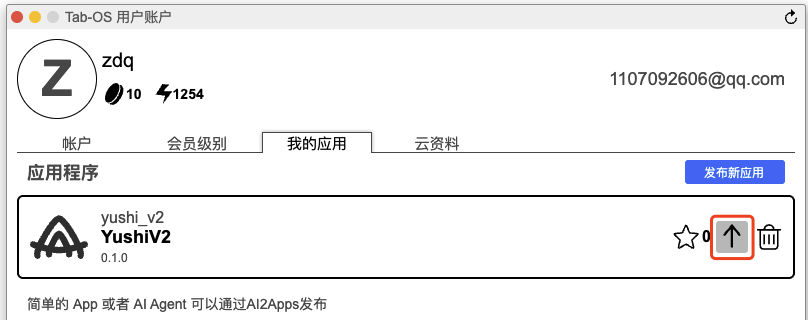 Tab-OS 用户账户
Z
zdq
10 1254
1107092606@qq.com
帐户 会员级别 我的应用 云资料
应用程序 发布新应用
yushi_v2
YushiV2
0.1.0
0
简单的 App 或者 AI Agent 可以通过AI2Apps发布